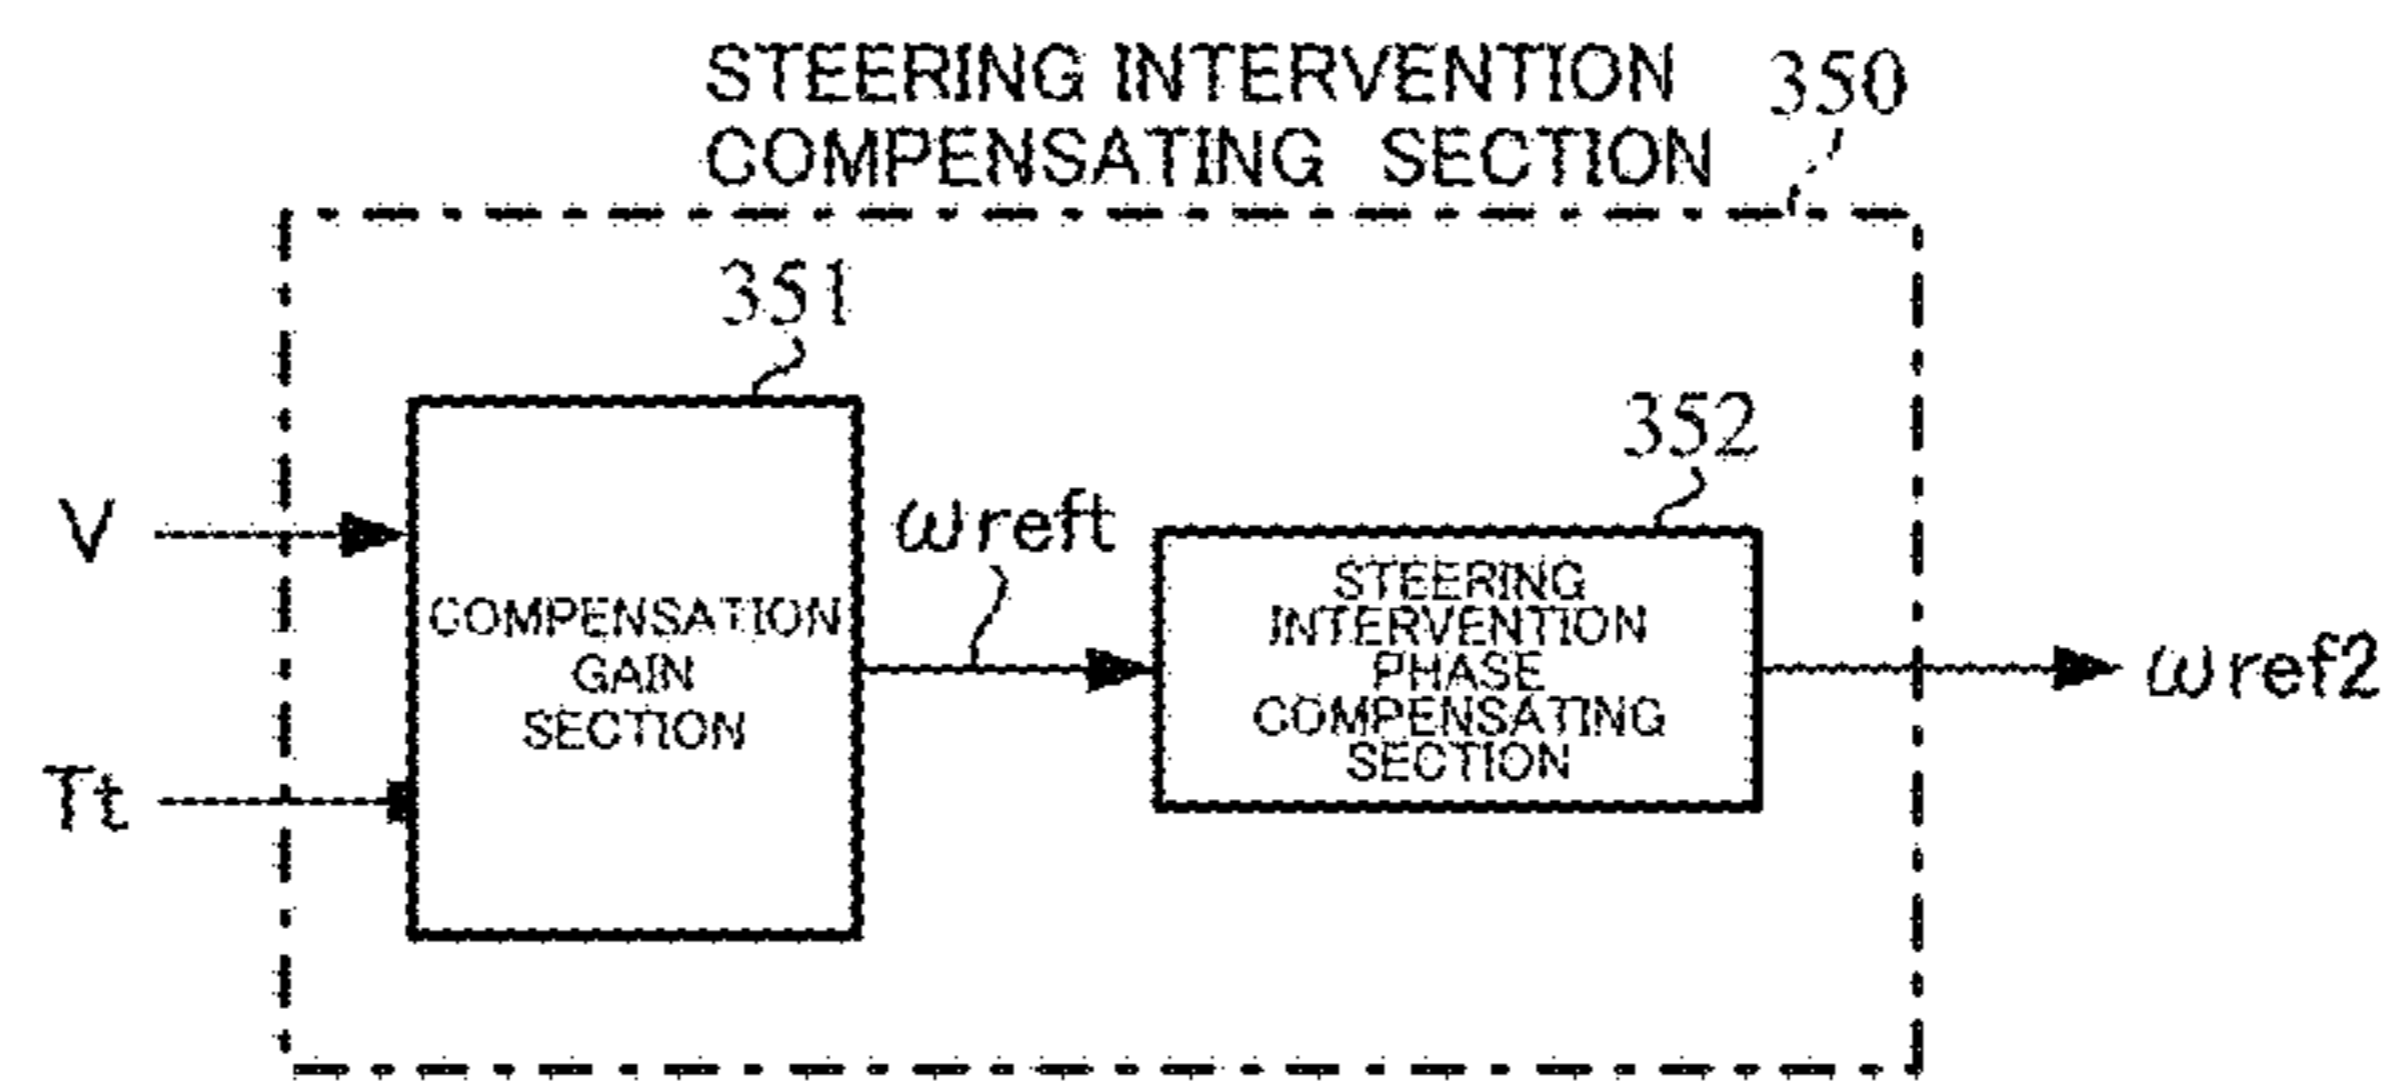 STEERING INTERVENTION
COMPENSATING SECTION
350
351
352
V
ωreft
COMPENSATION
GAIN
SECTION
STEERING
INTERVENTION
PHASE
COMPENSATING
SECTION
ωref2
Tt